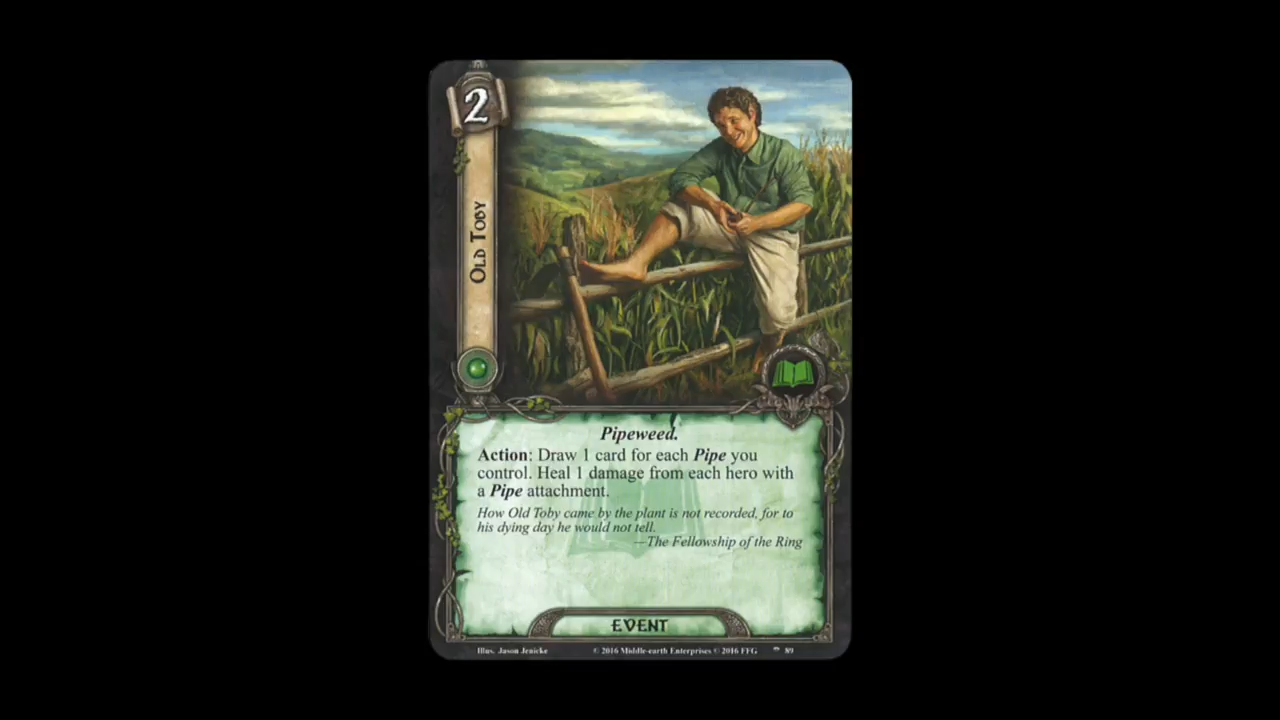 2
OLD TOBY
Pipeweed.
Action: Draw 1 card for each Pipe you
control. Heal 1 damage from each hero with
a Pipe attachment.
How Old Toby came by the plant is not recorded, for to
his dying day he would not tell.
—The Fellowship of the Ring
EVENT
Illus. Jason Jenicke © 2016 Middle-earth Enterprises © 2016 FFG 89